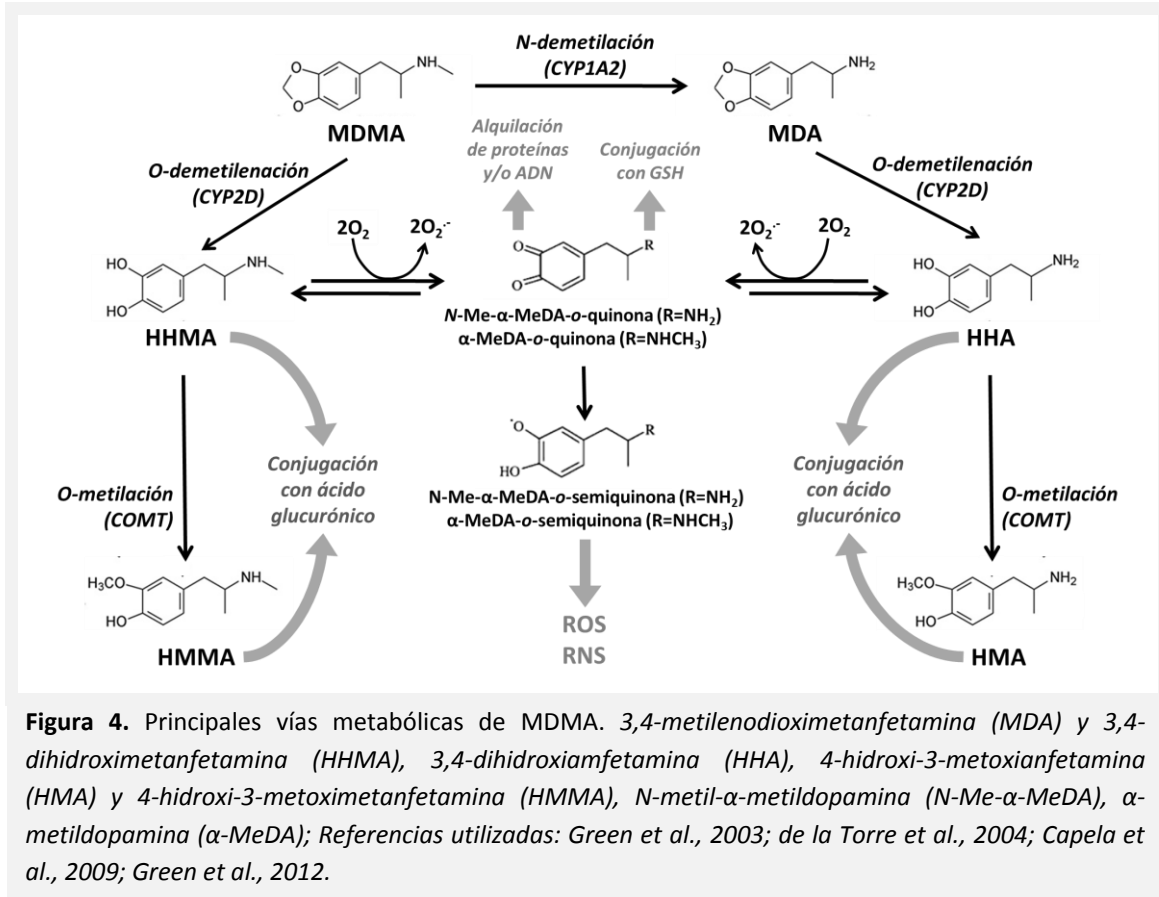 N-demetilación
(CYP1A2)
NH
O
O
MDMA
NH₂
O
O
MDA
Alquilación
de proteínas
y/o ADN
Conjugación
con GSH
O-demetilenación
(CYP2D)
O-demetilenación
(CYP2D)
2O₂
2O₂·-
2O₂·-
2O₂
HO
HO
NH
HHMA
O
O
R
N-Me-α-MeDA-o-quinona (R=NH₂)
α-MeDA-o-quinona (R=NHCH₃)
HO
HO
NH₂
HHA
·O
HO
R
N-Me-α-MeDA-o-semiquinona (R=NH₂)
α-MeDA-o-semiquinona (R=NHCH₃)
Conjugación
con ácido
glucurónico
Conjugación
con ácido
glucurónico
O-metilación
(COMT)
O-metilación
(COMT)
H₃CO
HO
NH
HMMA
ROS
RNS
H₃CO
HO
NH₂
HMA
Figura 4. Principales vías metabólicas de MDMA. 3,4-metilenodioximetanfetamina (MDA) y 3,4-
dihidroximetanfetamina (HHMA), 3,4-dihidroxiamfetamina (HHA), 4-hidroxi-3-metoxianfetamina
(HMA) y 4-hidroxi-3-metoximetanfetamina (HMMA), N-metil-α-metildopamina (N-Me-α-MeDA), α-
metildopamina (α-MeDA); Referencias utilizadas: Green et al., 2003; de la Torre et al., 2004; Capela et
al., 2009; Green et al., 2012.